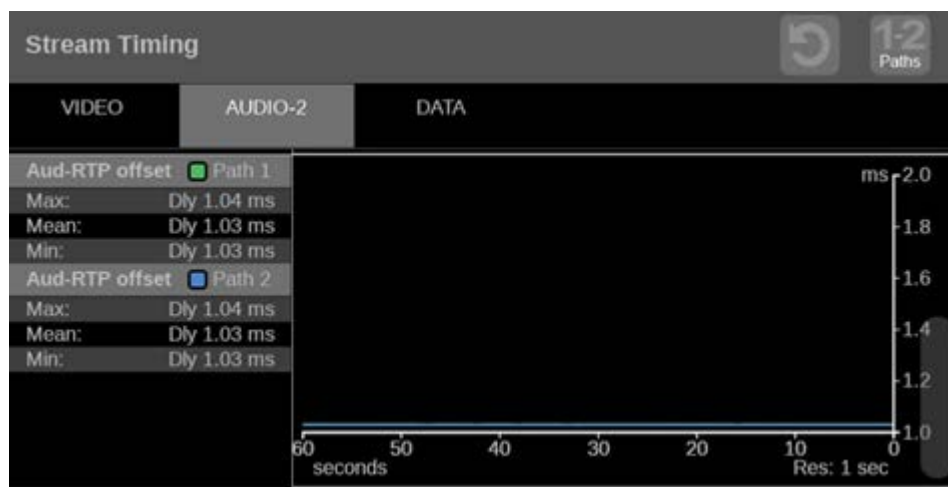 Stream Timing
1-2
Paths
VIDEO AUDIO-2 DATA
Aud-RTP offset Path 1
Max: Dly 1.04 ms
Mean: Dly 1.03 ms
Min: Dly 1.03 ms
Aud-RTP offset Path 2
Max: Dly 1.04 ms
Mean: Dly 1.03 ms
Min: Dly 1.03 ms
ms 2.0
1.8
1.6
1.4
1.2
1.0
60 50 40 30 20 10 0
seconds Res: 1 sec